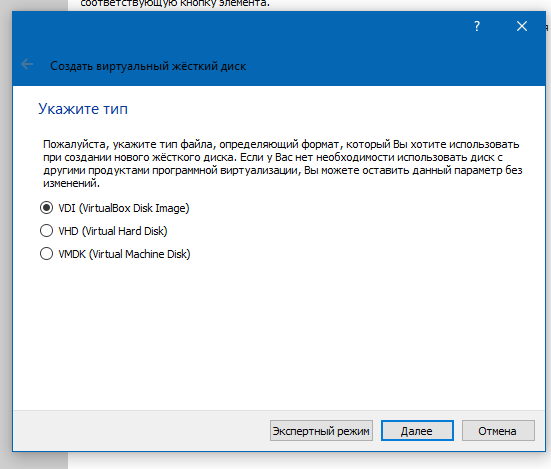 соответствующую кнопку элемента.
?
Создать виртуальный жёсткий диск
Укажите тип
Пожалуйста, укажите тип файла, определяющий формат, который Вы хотите использовать
при создании нового жёсткого диска. Если у Вас нет необходимости использовать диск с
другими продуктами программной виртуализации, Вы можете оставить данный параметр без
изменений.
VDI (VirtualBox Disk Image)
VHD (Virtual Hard Disk)
VMDK (Virtual Machine Disk)
Экспертный режим Далее Отмена